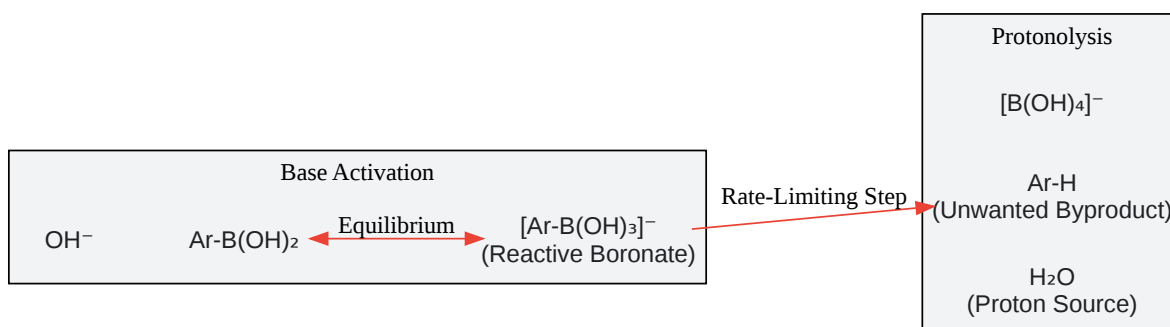 Protonolysis
[B(OH)₄]⁻
Base Activation
Ar-H
(Unwanted Byproduct)
Rate-Limiting Step
OH⁻
Ar-B(OH)₂
Equilibrium
[Ar-B(OH)₃]⁻
(Reactive Boronate)
H₂O
(Proton Source)